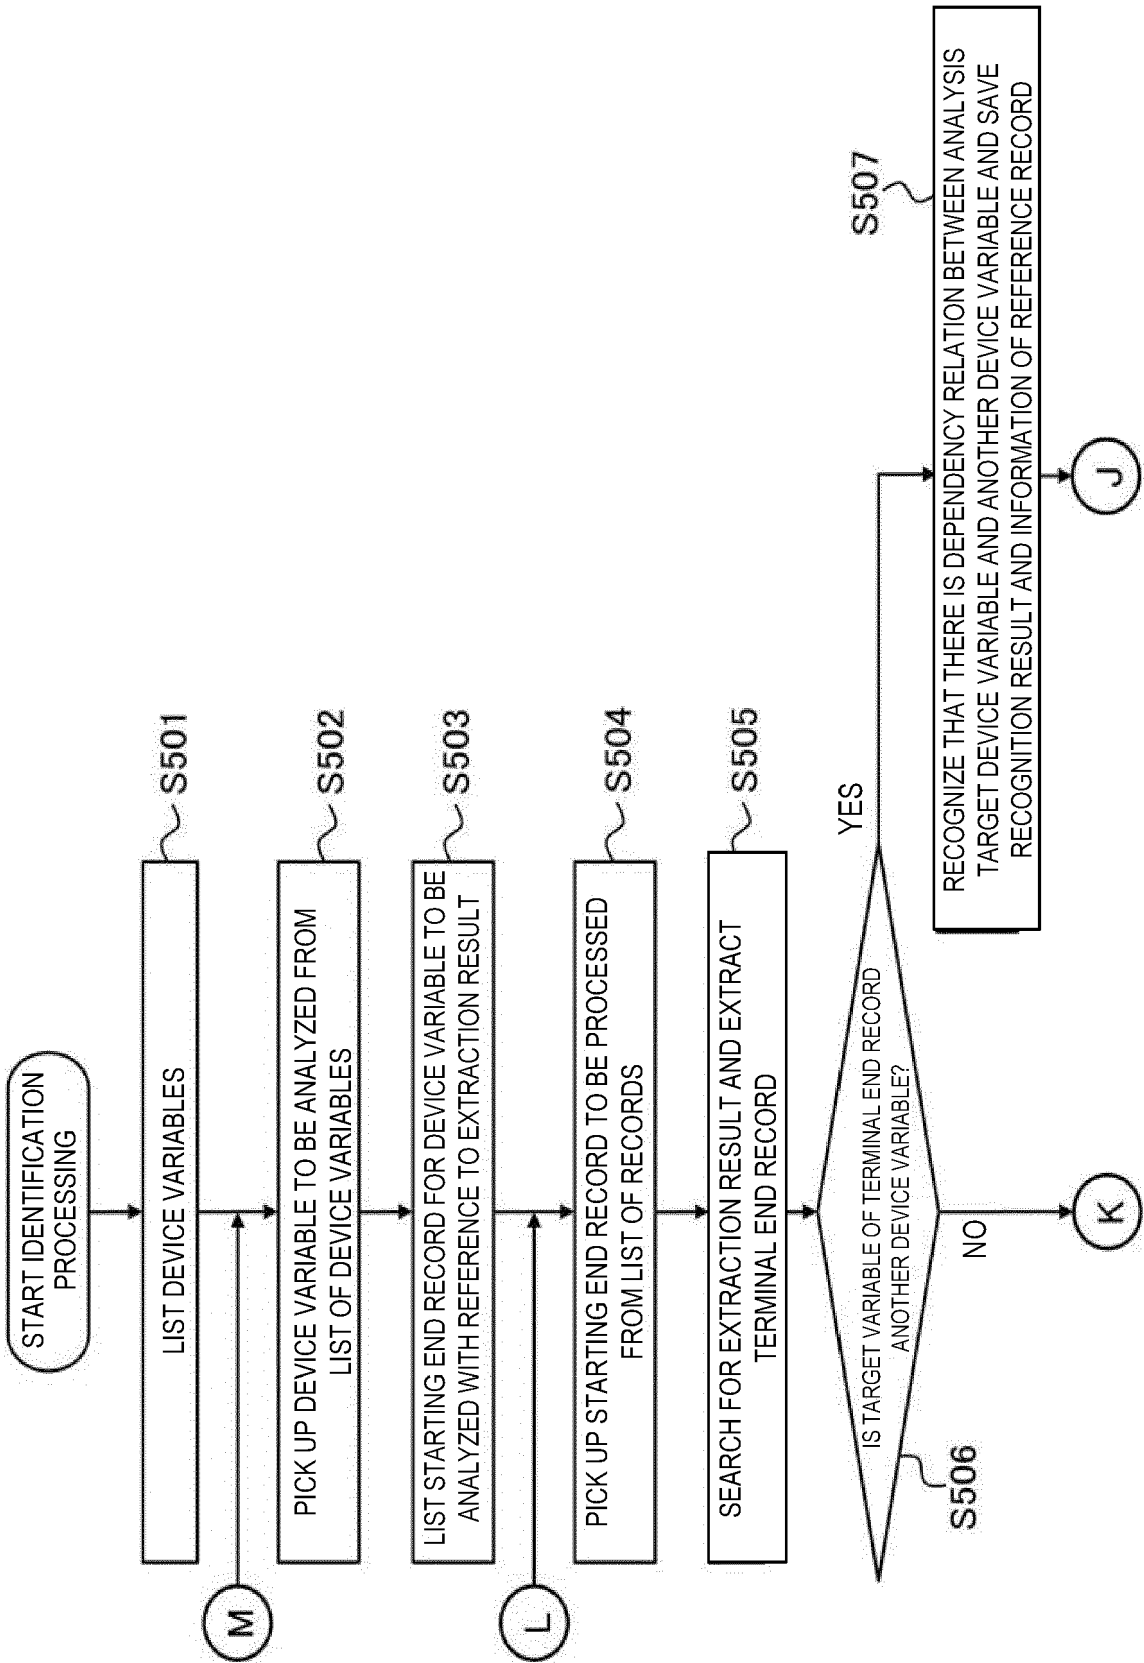 START IDENTIFICATION
PROCESSING
S501
LIST DEVICE VARIABLES
M
S502
PICK UP DEVICE VARIABLE TO BE ANALYZED FROM
LIST OF DEVICE VARIABLES
S503
LIST STARTING END RECORD FOR DEVICE VARIABLE TO BE
ANALYZED WITH REFERENCE TO EXTRACTION RESULT
L
S504
PICK UP STARTING END RECORD TO BE PROCESSED
FROM LIST OF RECORDS
S505
SEARCH FOR EXTRACTION RESULT AND EXTRACT
TERMINAL END RECORD
S506
IS TARGET VARIABLE OF TERMINAL END RECORD
ANOTHER DEVICE VARIABLE?
YES
NO
K
S507
RECOGNIZE THAT THERE IS DEPENDENCY RELATION BETWEEN ANALYSIS
TARGET DEVICE VARIABLE AND ANOTHER DEVICE VARIABLE AND SAVE
RECOGNITION RESULT AND INFORMATION OF REFERENCE RECORD
J